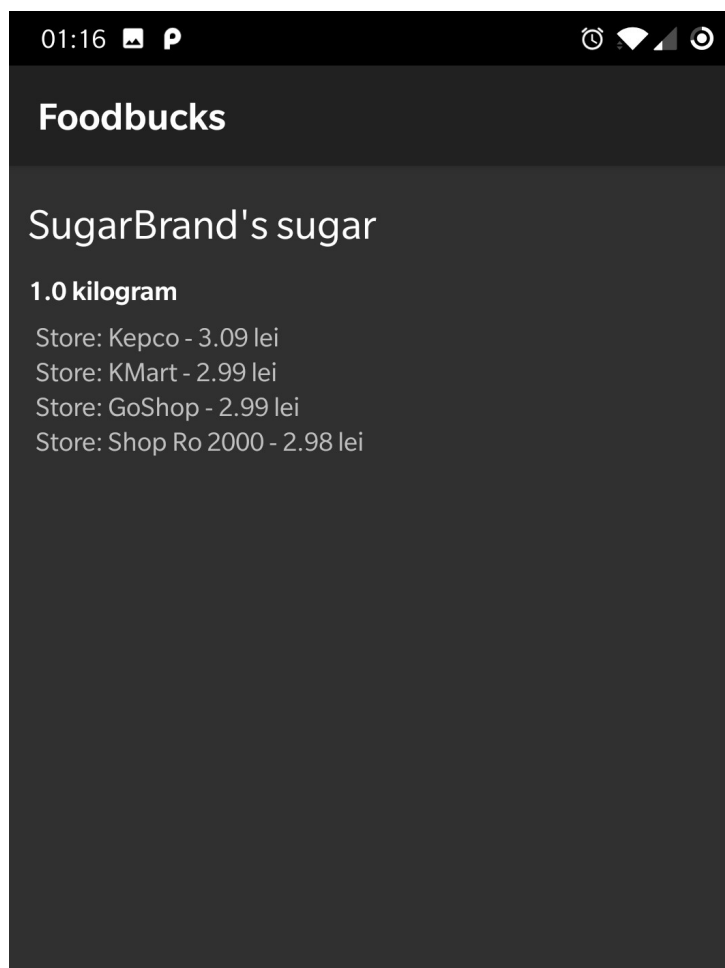 01:16
Foodbucks
SugarBrand's sugar
1.0 kilogram
Store: Kepco - 3.09 lei
Store: KMart - 2.99 lei
Store: GoShop - 2.99 lei
Store: Shop Ro 2000 - 2.98 lei